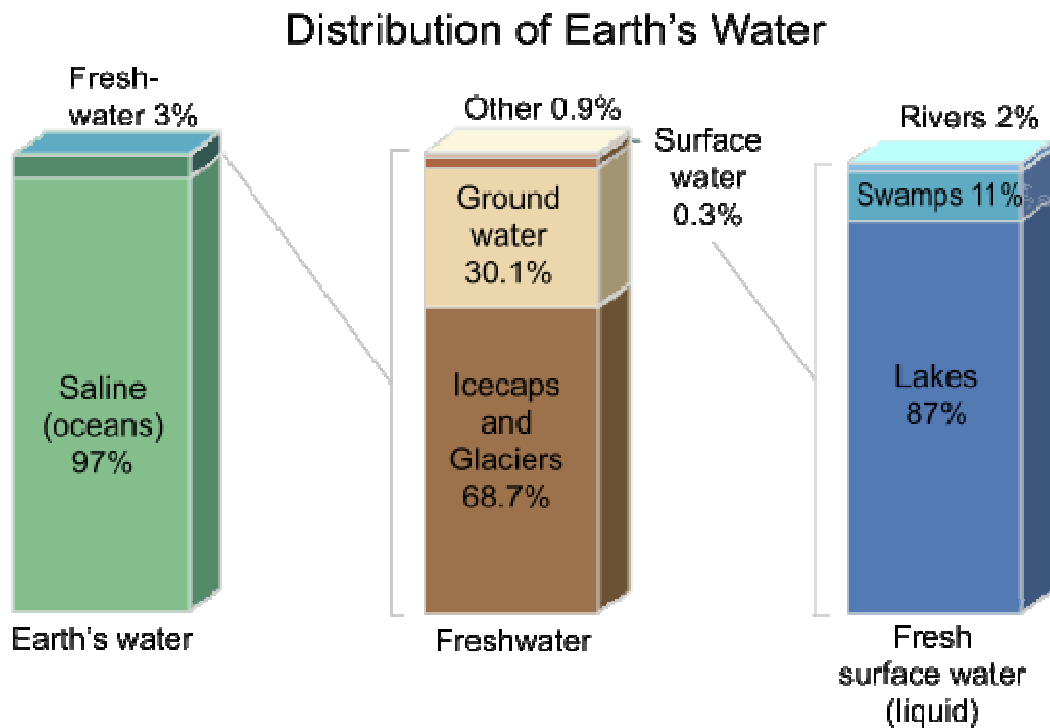 Distribution of Earth's Water
Fresh-
water 3%
Saline
(oceans)
97%
Earth's water
Other 0.9%
Surface
water
0.3%
Ground
water
30.1%
Icecaps
and
Glaciers
68.7%
Freshwater
Rivers 2%
Swamps 11%
Lakes
87%
Fresh
surface water
(liquid)